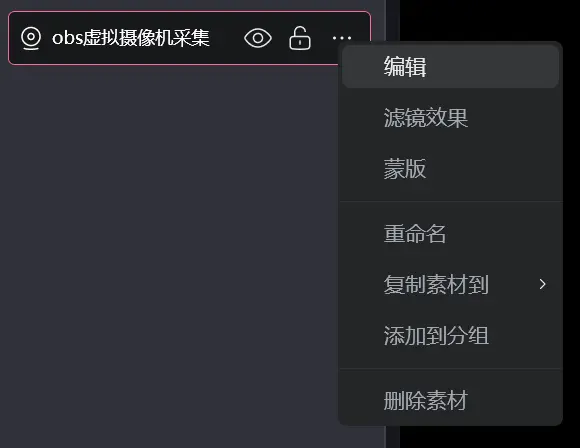 obs虚拟摄像机采集
编辑
滤镜效果
蒙版
重命名
复制素材到
添加到分组
删除素材